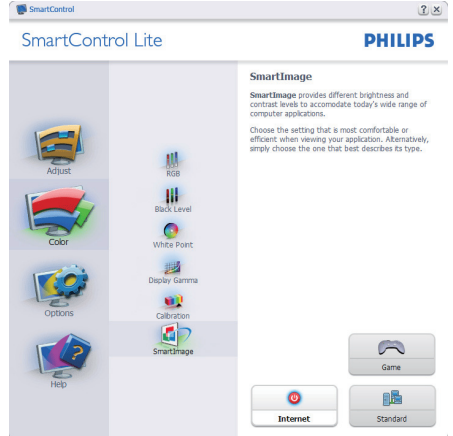 SmartControl
SmartControl Lite
PHILIPS
Adjust
Color
Options
Help
RGB
Black Level
White Point
Display Gamma
Calibration
SmartImage
SmartImage
SmartImage provides different brightness and
contrast levels to accomodate today's wide range of
computer applications.
Choose the setting that is most comfortable or
efficient when viewing your application. Alternatively,
simply choose the one that best describes its type.
Game
Internet
Standard